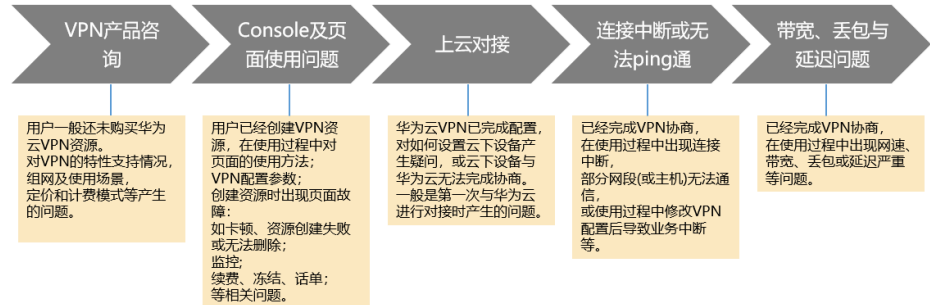 VPN产品咨
询
Console及页
面使用问题
上云对接
连接中断或无
法ping通
带宽、丢包与
延迟问题
用户一般还未购买华为
云VPN资源。
对VPN的特性支持情况，
组网及使用场景，
定价和计费模式等产生
的问题。
用户已经创建VPN资
源，在使用过程中对
页面的使用方法；
VPN配置参数；
创建资源时出现页面故
障：
如卡顿、资源创建失败
或无法删除；
监控;
续费、冻结、话单；
等相关问题。
华为云VPN已完成配置，
对如何设置云下设备产
生疑问，或云下设备与
华为云无法完成协商。
一般是第一次与华为云
进行对接时产生的问题。
已经完成VPN协商，
在使用过程中出现连接
中断，
部分网段(或主机)无法通
信，
或使用过程中修改VPN
配置后导致业务中断
等。
已经完成VPN协商，
在使用过程中出现网速、
带宽、丢包或延迟严重
等问题。